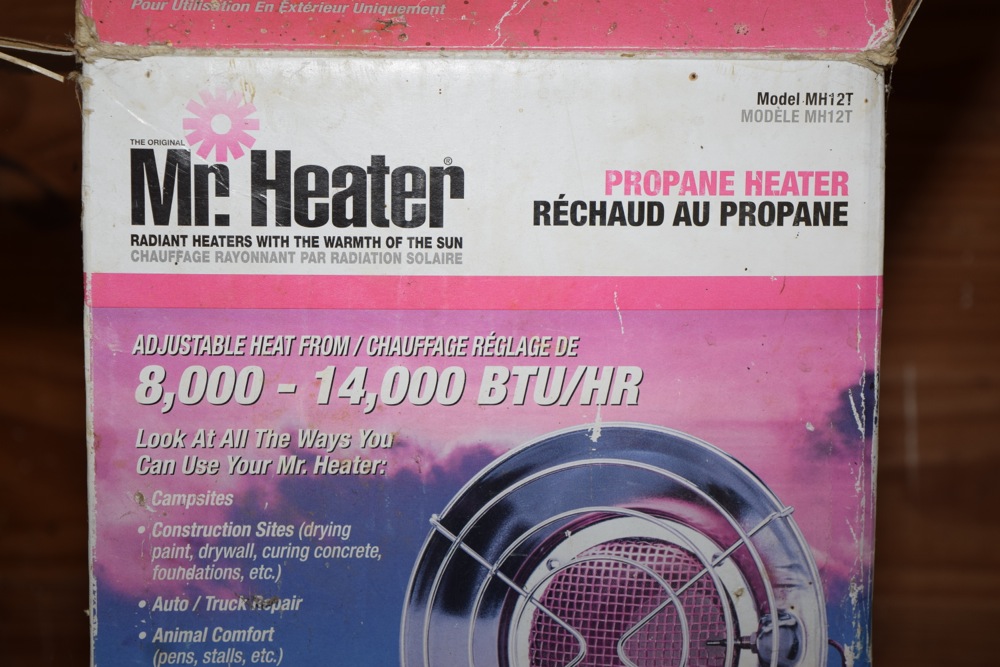 Pour Utilisation En Extérieur Uniquement
Model MH12T
MODÈLE MH12T
THE ORIGINAL
Mr. Heater®
RADIANT HEATERS WITH THE WARMTH OF THE SUN
CHAUFFAGE RAYONNANT PAR RADIATION SOLAIRE
PROPANE HEATER
RÉCHAUD AU PROPANE
ADJUSTABLE HEAT FROM / CHAUFFAGE RÉGLAGE DE
8,000 - 14,000 BTU/HR
Look At All The Ways You
Can Use Your Mr. Heater:
• Campsites
• Construction Sites (drying
paint, drywall, curing concrete,
foundations, etc.)
• Auto / Truck Repair
• Animal Comfort
(pens, stalls, etc.)